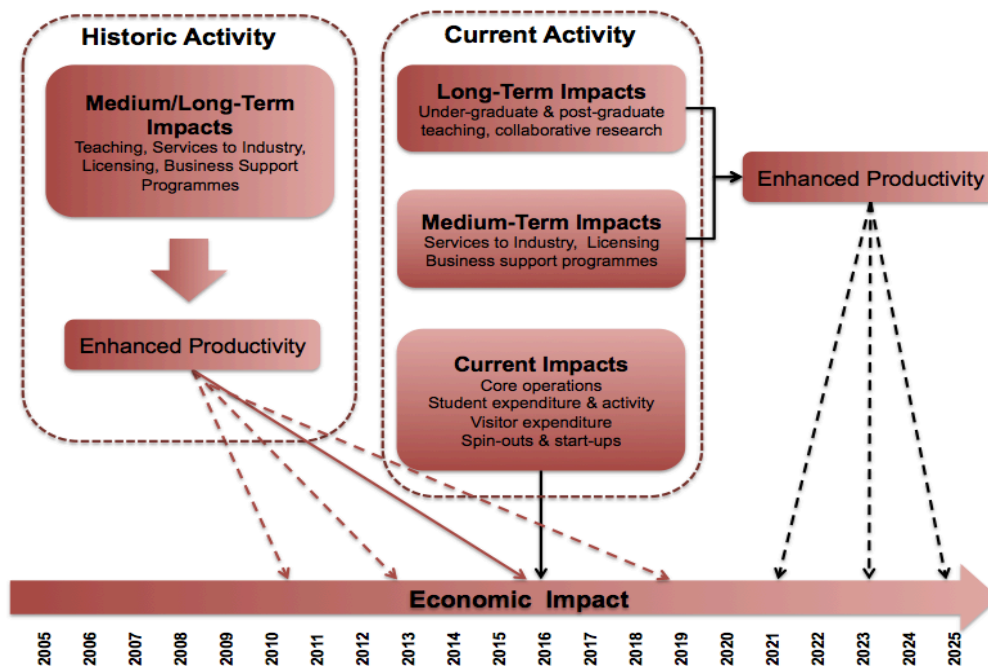 Historic Activity
Medium/Long-Term
Impacts
Teaching, Services to Industry,
Licensing, Business Support
Programmes
Enhanced Productivity
Current Activity
Long-Term Impacts
Under-graduate & post-graduate
teaching, collaborative research
Medium-Term Impacts
Services to Industry, Licensing
Business support programmes
Current Impacts
Core operations
Student expenditure & activity
Visitor expenditure
Spin-outs & start-ups
Enhanced Productivity
Economic Impact
2005
2006
2007
2008
2009
2010
2011
2012
2013
2014
2015
2016
2017
2018
2019
2020
2021
2022
2023
2024
2025